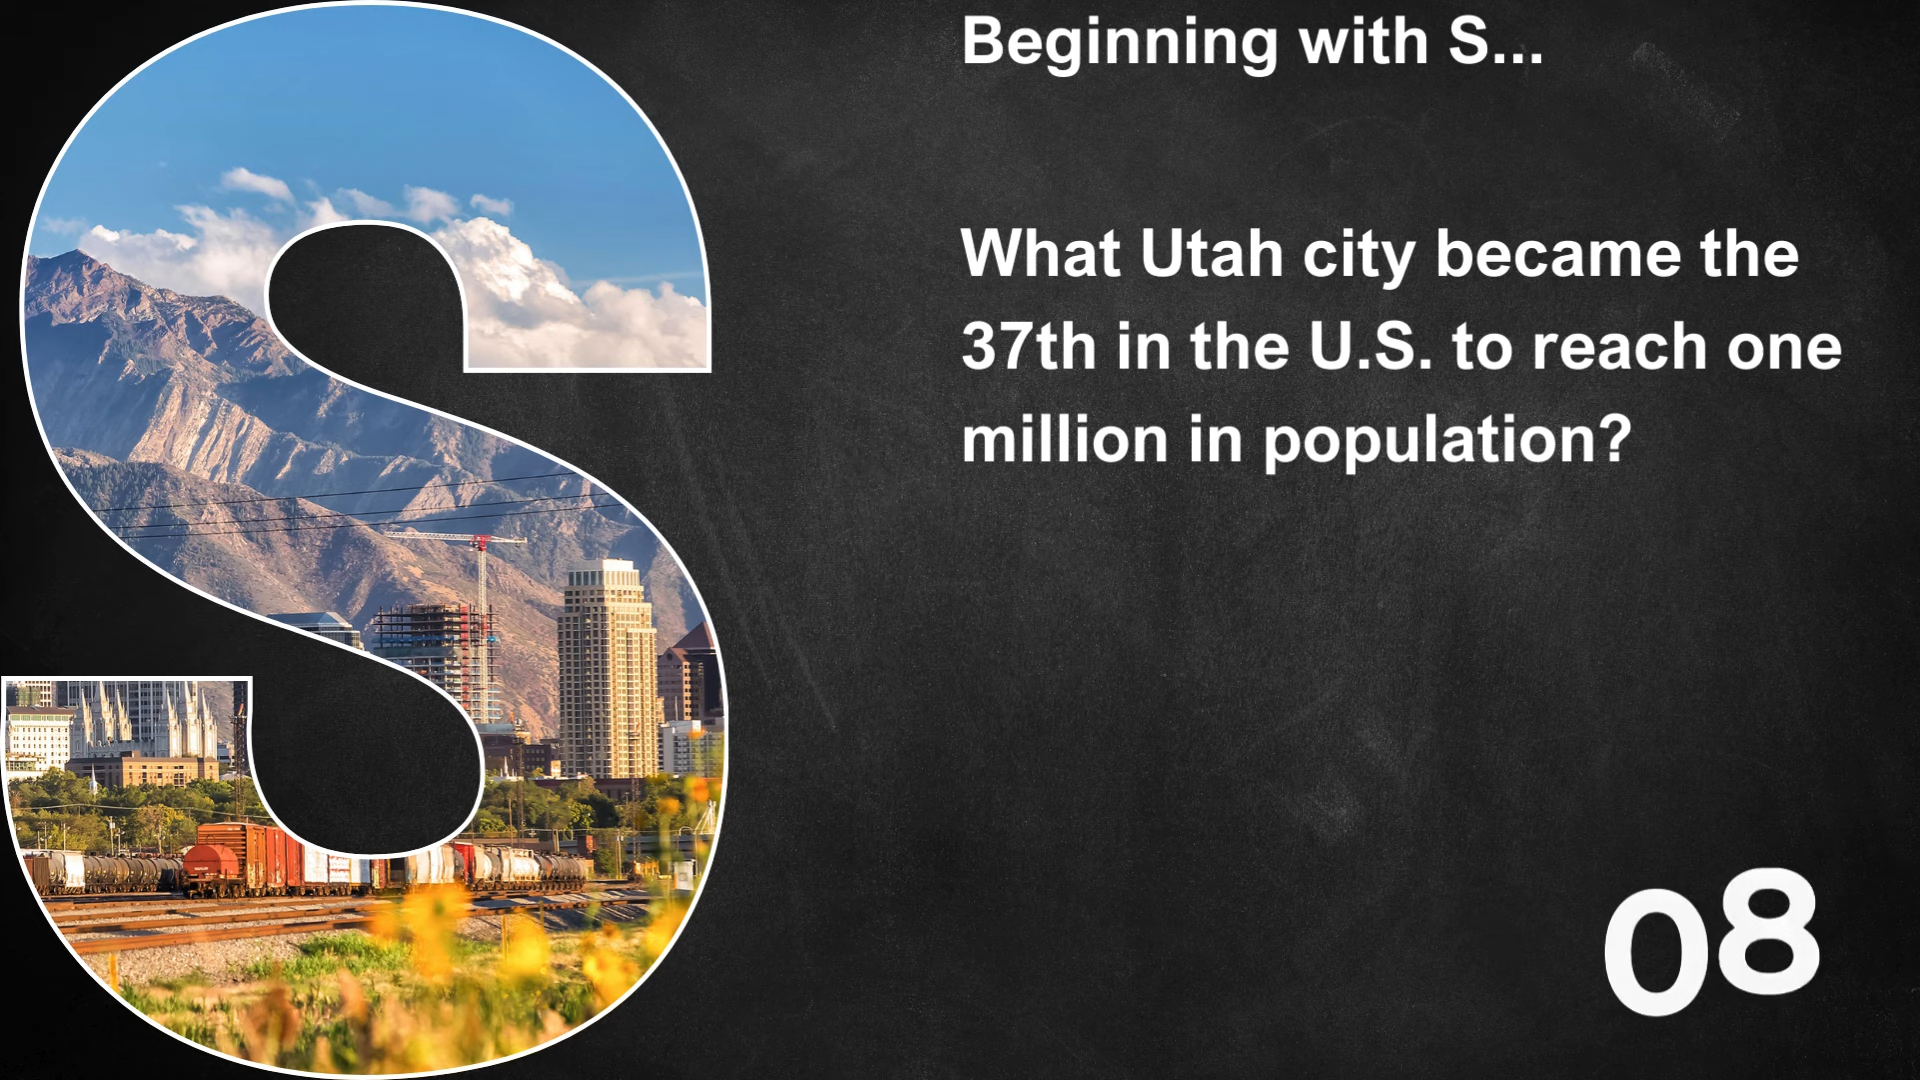 Beginning with S...
What Utah city became the
37th in the U.S. to reach one
million in population?
08